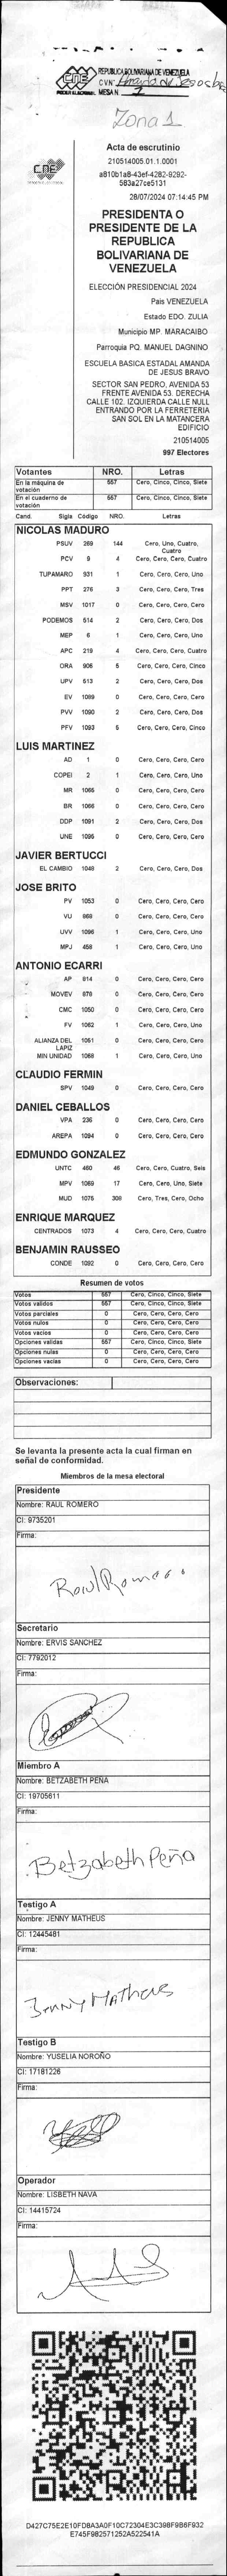 CNE
PODER ELECTORAL
REPUBLICA BOLIVARIANA DE VENEZUELA
CVN: Amanda de
MESA N. 1
Zona 1
CNE
Acta de escrutinio
210514005.01.1.0001
a810b1a8-43ef-4282-9292-
583a27ce5131
28/07/2024 07:14:45 PM
PRESIDENTA O
PRESIDENTE DE LA
REPUBLICA
BOLIVARIANA DE
VENEZUELA
ELECCIÓN PRESIDENCIAL 2024
Pais VENEZUELA
Estado EDO. ZULIA
Municipio MP. MARACAIBO
Parroquia PQ. MANUEL DAGNINO
ESCUELA BASICA ESTADAL AMANDA
DE JESUS BRAVO
SECTOR SAN PEDRO. AVENIDA 53
FRENTE AVENIDA 53. DERECHA
CALLE 102. IZQUIERDA CALLE NULL
ENTRANDO POR LA FERRETERIA
SAN SOL EN LA MATANCERA
EDIFICIO
210514005
997 Electores
Votantes NRO. Letras
En la máquina de votación 557 Cero, Cinco, Cinco, Siete
En el cuaderno de votación 557 Cero, Cinco, Cinco, Siete
Cand. Sigla Código NRO. Letras
NICOLAS MADURO
PSUV 269 144 Cero, Uno, Cuatro, Cuatro
PCV 9 4 Cero, Cero, Cero, Cuatro
TUPAMARO 931 1 Cero, Cero, Cero, Uno
PPT 276 3 Cero, Cero, Cero, Tres
MSV 1017 0 Cero, Cero, Cero, Cero
PODEMOS 514 2 Cero, Cero, Cero, Dos
MEP 6 1 Cero, Cero, Cero, Uno
APC 219 4 Cero, Cero, Cero, Cuatro
ORA 906 5 Cero, Cero, Cero, Cinco
UPV 513 2 Cero, Cero, Cero, Dos
EV 1089 0 Cero, Cero, Cero, Cero
PVV 1090 2 Cero, Cero, Cero, Dos
PFV 1093 5 Cero, Cero, Cero, Cinco
LUIS MARTINEZ
AD 1 0 Cero, Cero, Cero, Cero
COPEI 2 1 Cero, Cero, Cero, Uno
MR 1065 0 Cero, Cero, Cero, Cero
BR 1066 0 Cero, Cero, Cero, Cero
DDP 1091 2 Cero, Cero, Cero, Dos
UNE 1095 0 Cero, Cero, Cero, Cero
JAVIER BERTUCCI
EL CAMBIO 1048 2 Cero, Cero, Cero, Dos
JOSE BRITO
PV 1053 0 Cero, Cero, Cero, Cero
VU 969 0 Cero, Cero, Cero, Cero
UVV 1096 1 Cero, Cero, Cero, Uno
MPJ 458 1 Cero, Cero, Cero, Uno
ANTONIO ECARRI
AP 914 0 Cero, Cero, Cero, Cero
MOVEV 978 0 Cero, Cero, Cero, Cero
CMC 1050 0 Cero, Cero, Cero, Cero
FV 1062 1 Cero, Cero, Cero, Uno
ALIANZA DEL LAPIZ 1051 0 Cero, Cero, Cero, Cero
MIN UNIDAD 1068 1 Cero, Cero, Cero, Uno
CLAUDIO FERMIN
SPV 1049 0 Cero, Cero, Cero, Cero
DANIEL CEBALLOS
VPA 236 0 Cero, Cero, Cero, Cero
AREPA 1094 0 Cero, Cero, Cero, Cero
EDMUNDO GONZALEZ
UNTC 460 46 Cero, Cero, Cuatro, Seis
MPV 1069 17 Cero, Cero, Uno, Siete
MUD 1075 308 Cero, Tres, Cero, Ocho
ENRIQUE MARQUEZ
CENTRADOS 1073 4 Cero, Cero, Cero, Cuatro
BENJAMIN RAUSSEO
CONDE 1092 0 Cero, Cero, Cero, Cero
Resumen de votos
Votos 557 Cero, Cinco, Cinco, Siete
Votos validos 557 Cero, Cinco, Cinco, Siete
Votos parciales 0 Cero, Cero, Cero, Cero
Votos nulos 0 Cero, Cero, Cero, Cero
Votos vacios 0 Cero, Cero, Cero, Cero
Opciones validas 557 Cero, Cinco, Cinco, Siete
Opciones nulas 0 Cero, Cero, Cero, Cero
Opciones vacias 0 Cero, Cero, Cero, Cero
Observaciones:
Se levanta la presente acta la cual firman en
señal de conformidad.
Miembros de la mesa electoral
Presidente
Nombre: RAUL ROMERO
CI: 9735201
Firma:
Raul Romero
Secretario
Nombre: ERVIS SANCHEZ
CI: 7792012
Firma:
Miembro A
Nombre: BETZABETH PEÑA
CI: 19705611
Firma:
Betzabeth Peña
Testigo A
Nombre: JENNY MATHEUS
CI: 12445481
Firma:
Jenny Matheus
Testigo B
Nombre: YUSELIA NOROÑO
CI: 17181226
Firma:
Operador
Nombre: LISBETH NAVA
CI: 14415724
Firma:
D427C75E2E10FD8A3A0F10C72304E3C398F9B6F932
E745F982571252A522541A